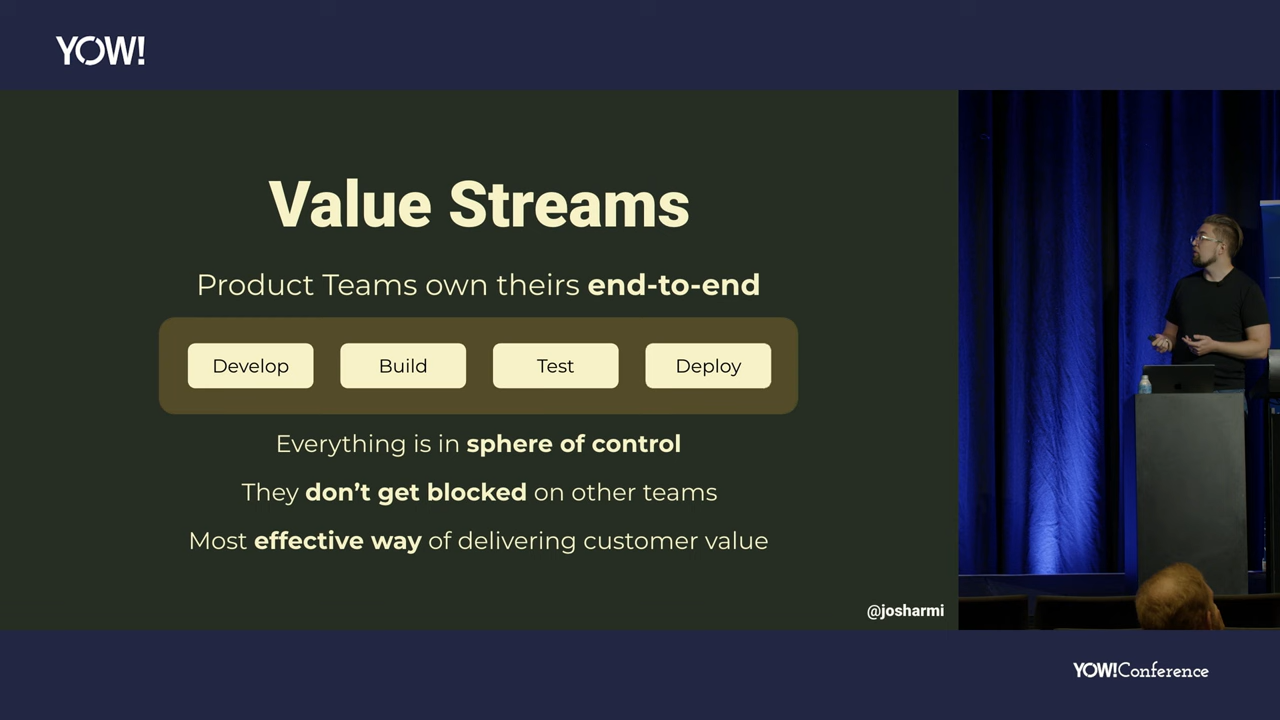 YOW!
Value Streams
Product Teams own theirs end-to-end
Develop
Build
Test
Deploy
Everything is in sphere of control
They don’t get blocked on other teams
Most effective way of delivering customer value
@josharmi
YOW!Conference